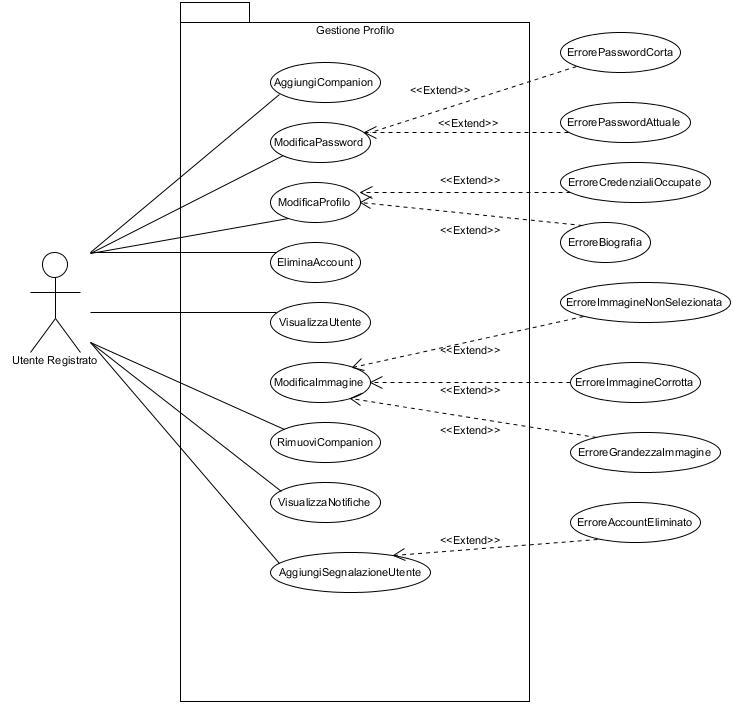 Gestione Profilo
ErrorePasswordCorta
AggiungiCompanion
<<Extend>>
ErrorePasswordAttuale
<<Extend>>
ModificaPassword
ErroreCredenzialiOccupate
<<Extend>>
ModificaProfilo
<<Extend>>
ErroreBiografia
EliminaAccount
ErroreImmagineNonSelezionata
VisualizzaUtente
<<Extend>>
Utente Registrato
ModificaImmagine
ErroreImmagineCorrotta
<<Extend>>
<<Extend>>
RimuoviCompanion
ErroreGrandezzaImmagine
VisualizzaNotifiche
ErroreAccountEliminato
<<Extend>>
AggiungiSegnalazioneUtente